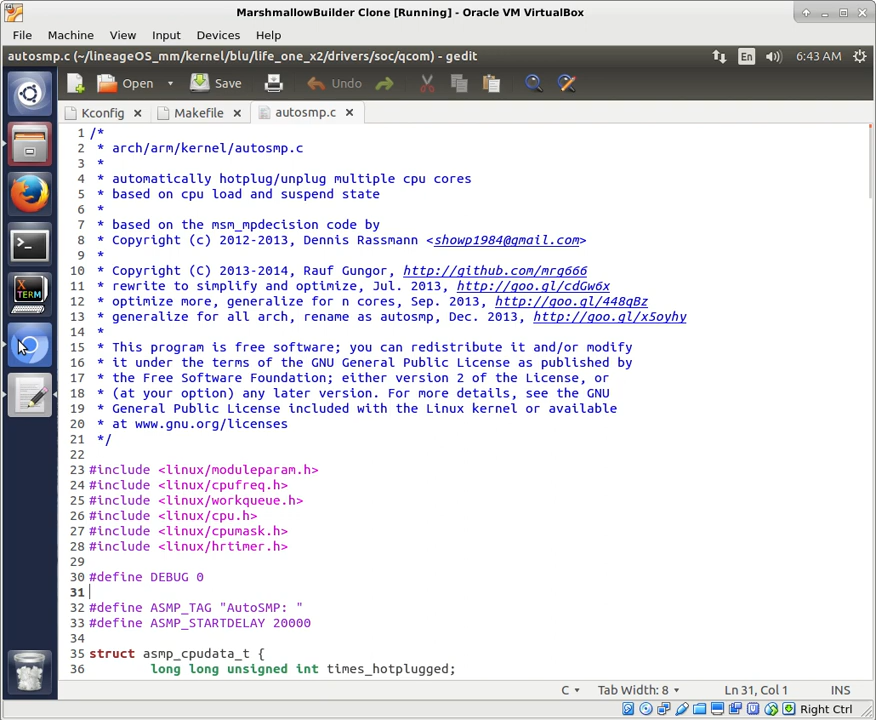 MarshmallowBuilder Clone [Running] - Oracle VM VirtualBox
File Machine View Input Devices Help
autosmp.c (~/lineageOS_mm/kernel/blu/life_one_x2/drivers/soc/qcom) - gedit
En 6:43 AM
Open Save Undo
Kconfig Makefile autosmp.c
1 /*
2 * arch/arm/kernel/autosmp.c
3 *
4 * automatically hotplug/unplug multiple cpu cores
5 * based on cpu load and suspend state
6 *
7 * based on the msm_mpdecision code by
8 * Copyright (c) 2012-2013, Dennis Rassmann <showp1984@gmail.com>
9 *
10 * Copyright (C) 2013-2014, Rauf Gungor, http://github.com/mrg666
11 * rewrite to simplify and optimize, Jul. 2013, http://goo.gl/cdGw6x
12 * optimize more, generalize for n cores, Sep. 2013, http://goo.gl/448qBz
13 * generalize for all arch, rename as autosmp, Dec. 2013, http://goo.gl/x5oyhy
14 *
15 * This program is free software; you can redistribute it and/or modify
16 * it under the terms of the GNU General Public License as published by
17 * the Free Software Foundation; either version 2 of the License, or
18 * (at your option) any later version. For more details, see the GNU
19 * General Public License included with the Linux kernel or available
20 * at www.gnu.org/licenses
21 */
22
23 #include <linux/moduleparam.h>
24 #include <linux/cpufreq.h>
25 #include <linux/workqueue.h>
26 #include <linux/cpu.h>
27 #include <linux/cpumask.h>
28 #include <linux/hrtimer.h>
29
30 #define DEBUG 0
31
32 #define ASMP_TAG "AutoSMP: "
33 #define ASMP_STARTDELAY 20000
34
35 struct asmp_cpudata_t {
36 long long unsigned int times_hotplugged;
X TERM
C Tab Width: 8 Ln 31, Col 1 INS
Right Ctrl